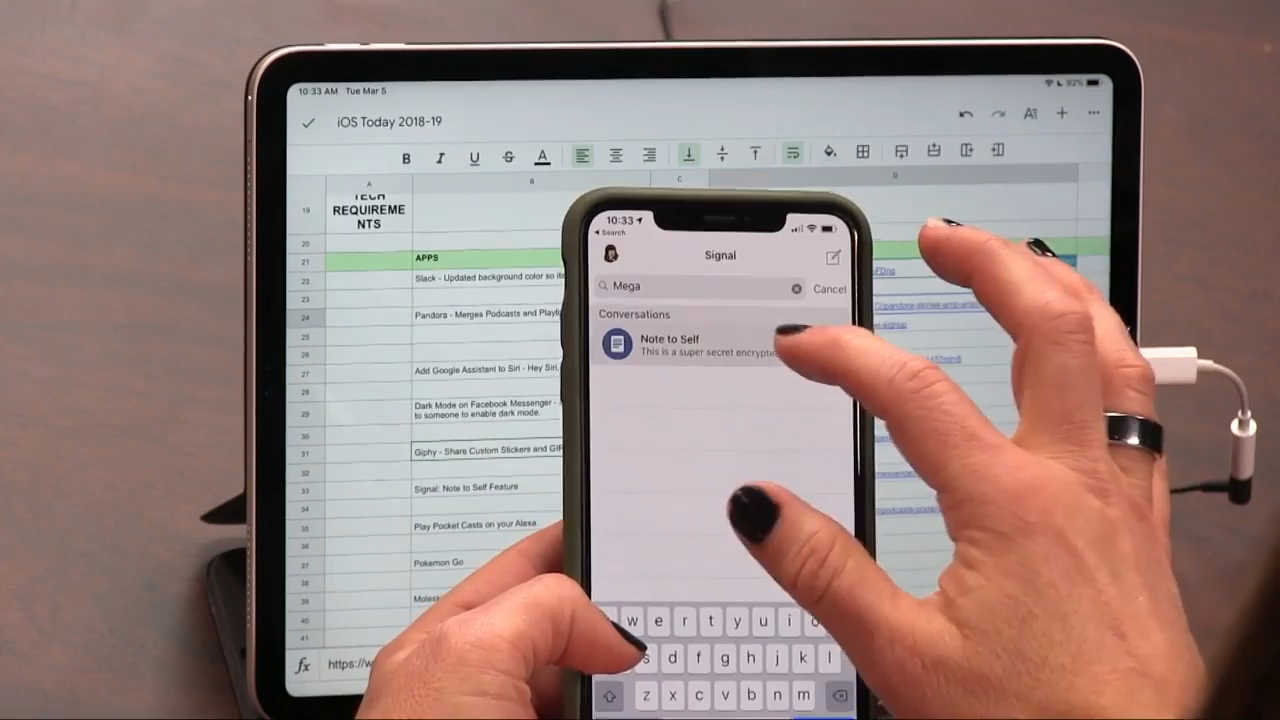 10:33 AM Tue Mar 5
92%
iOS Today 2018-19
B I U S A
A B C D
19 TECH
REQUIREME
NTS
20
21 APPS
22 Slack - Updated background color so its
23
24 Pandora - Merges Podcasts and Playli
25
26
27 Add Google Assistant to Siri - Hey Siri,
28
29 Dark Mode on Facebook Messenger -
to someone to enable dark mode.
30
31 Giphy - Share Custom Stickers and GIF
32
33 Signal: Note to Self Feature
34
35 Play Pocket Casts on your Alexa
36
37 Pokemon Go
38
39 Molesk
40
41
fx https://w
10:33
Search
Signal
Mega
Cancel
Conversations
Note to Self
This is a super secret encrypt
w e r t y u i o
s d f g h j k l
z x c v b n m